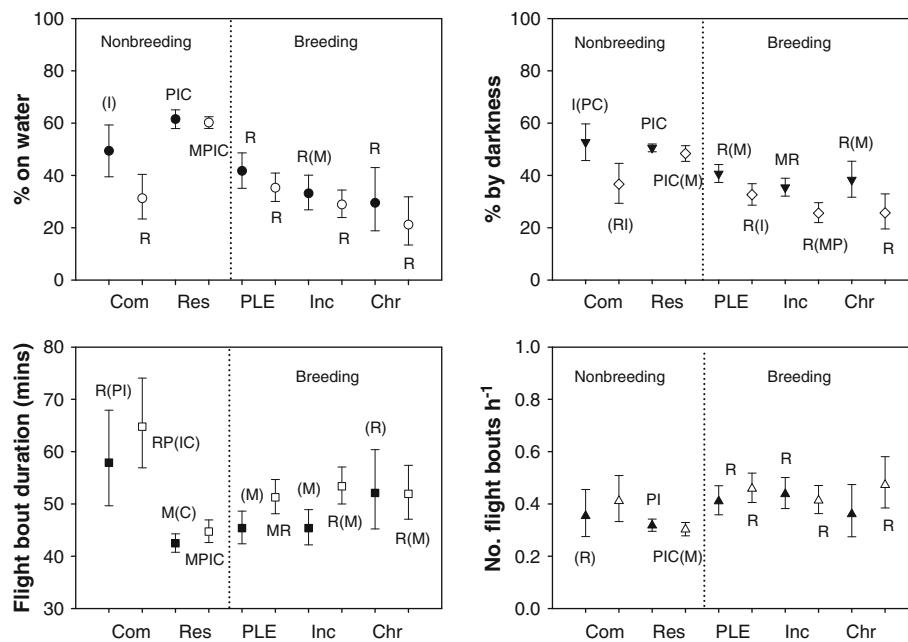 100
80
60
40
20
0
% on water
Nonbreeding
Breeding
(I)
PIC
R
MPIC
R
R
R(M)
R
R
R
Com
Res
PLE
Inc
Chr
100
80
60
40
20
0
% by darkness
Nonbreeding
Breeding
I(PC)
PIC
(RI)
PIC(M)
R(M)
R(I)
MR
R(MP)
R(M)
R
Com
Res
PLE
Inc
Chr
80
70
60
50
40
30
Flight bout duration (mins)
Breeding
R(PI)
RP(IC)
M(C)
MPIC
(M)
MR
(M)
R(M)
(R)
R(M)
Com
Res
PLE
Inc
Chr
1.0
0.8
0.6
0.4
0.2
0.0
No. flight bouts h⁻¹
Nonbreeding
Breeding
(R)
PI
PIC(M)
R
R
R
R
R
Com
Res
PLE
Inc
Chr